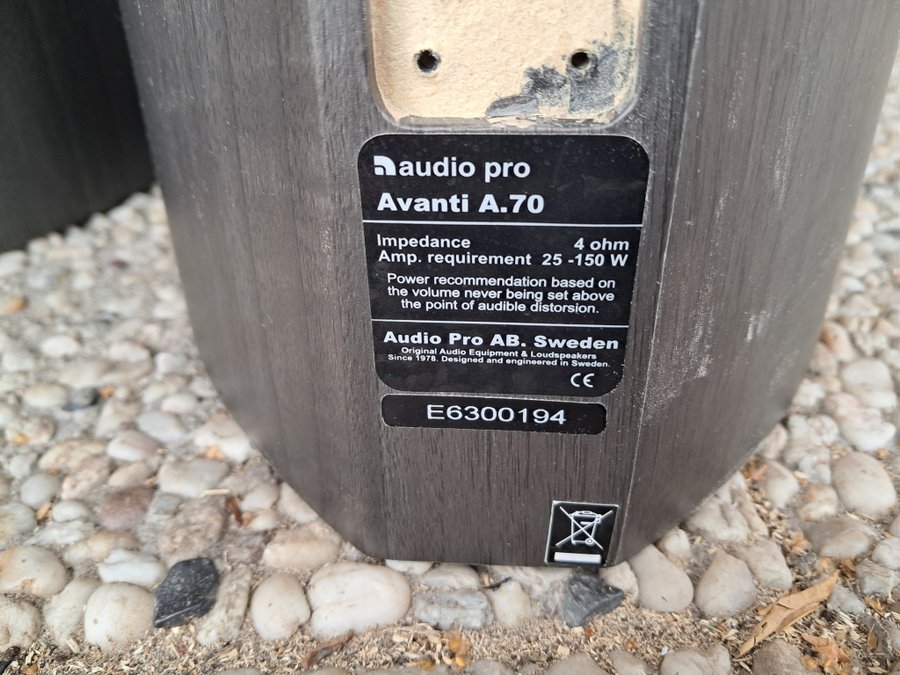 audio pro
Avanti A.70
Impedance 4 ohm
Amp. requirement 25 -150 W
Power recommendation based on
the volume never being set above
the point of audible distorsion.
Audio Pro AB. Sweden
Original Audio Equipment & Loudspeakers
Since 1978. Designed and engineered in Sweden.
CE
E6300194